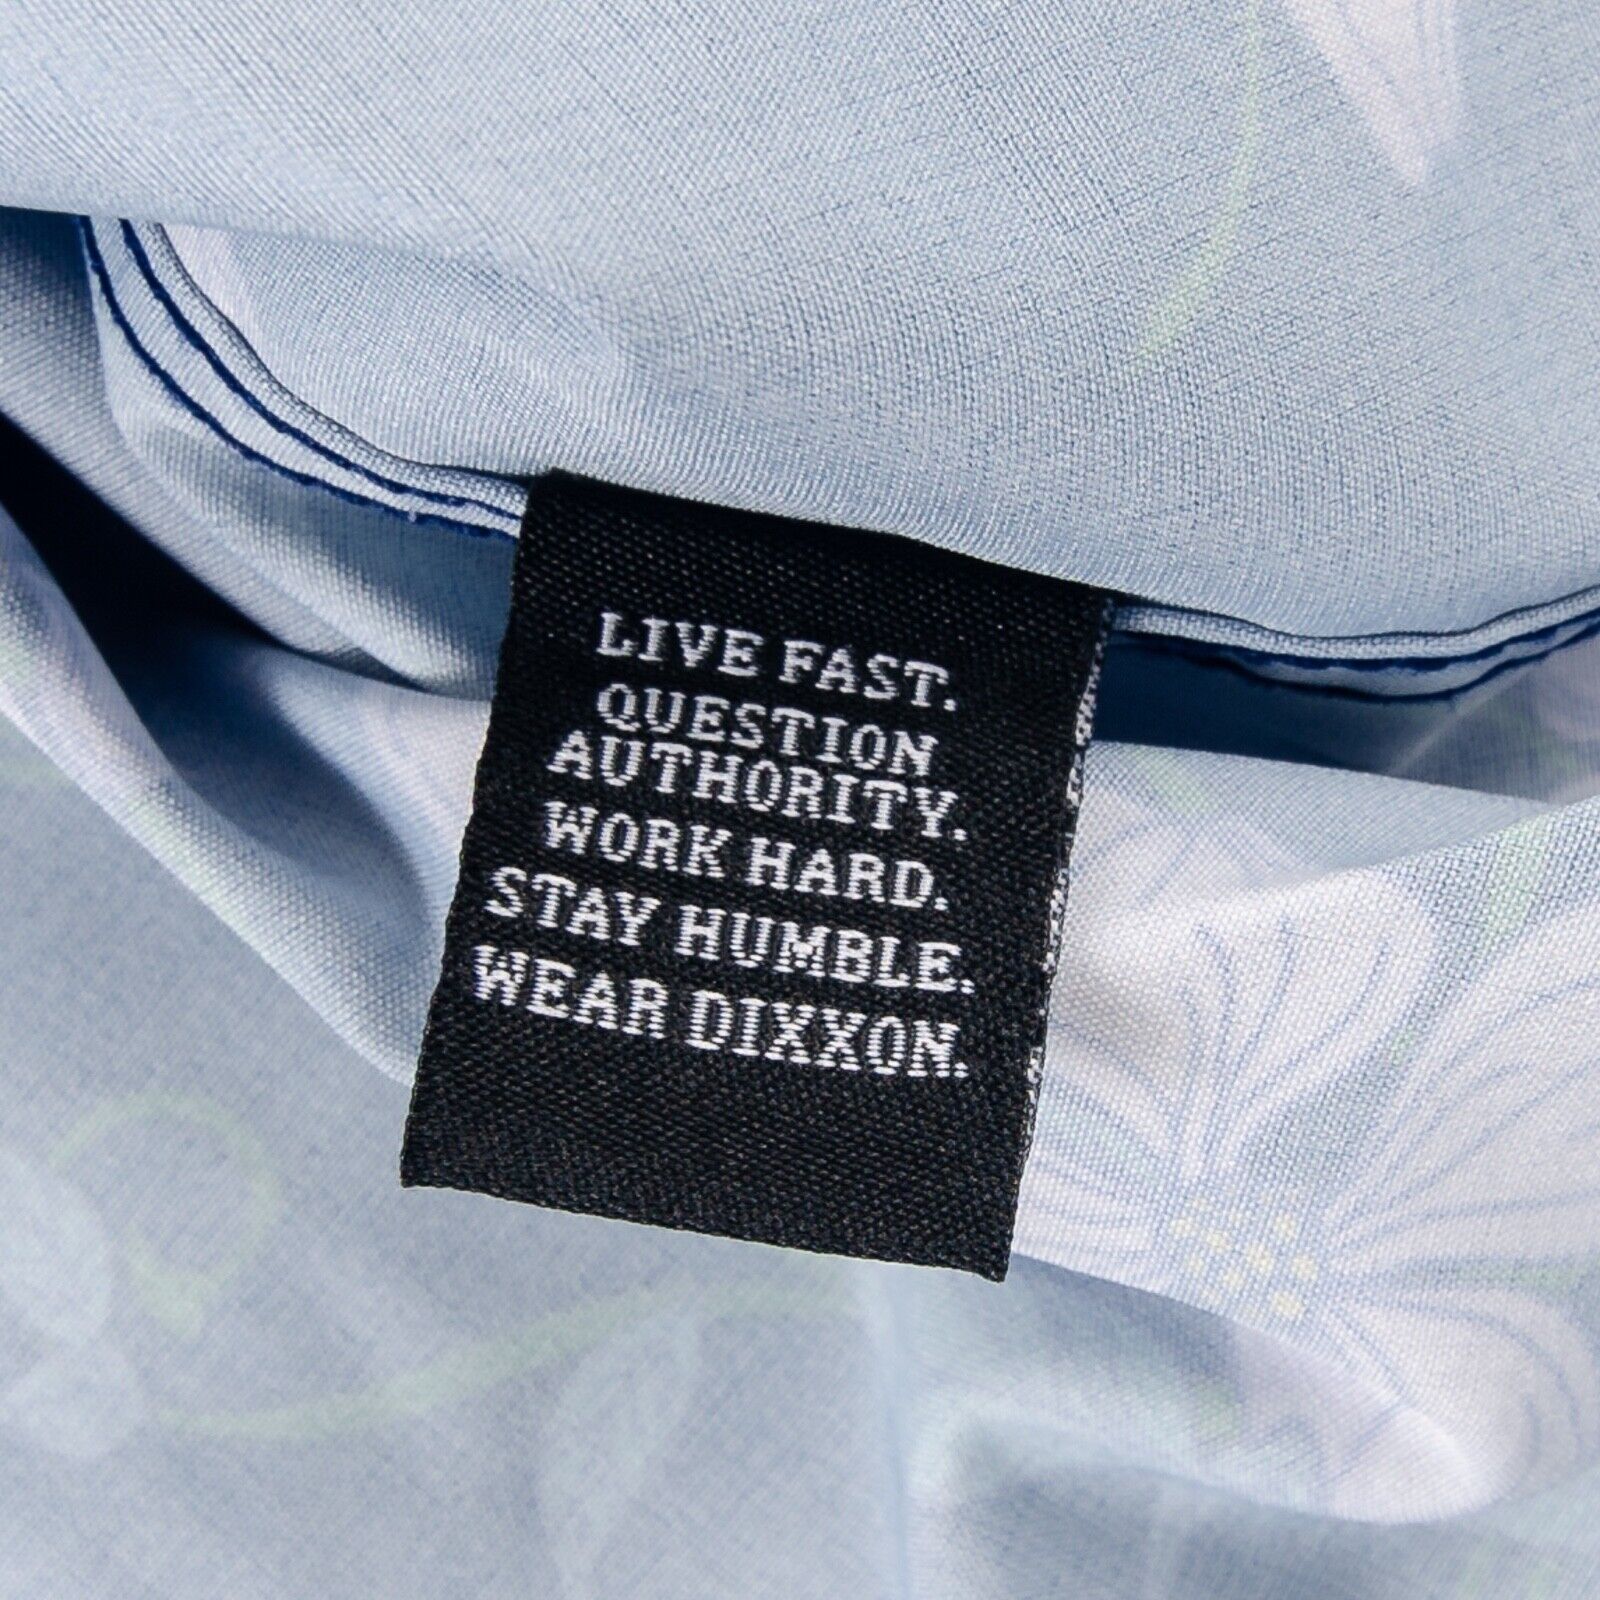 LIVE FAST.
QUESTION
AUTHORITY.
WORK HARD.
STAY HUMBLE.
WEAR DIXXON.